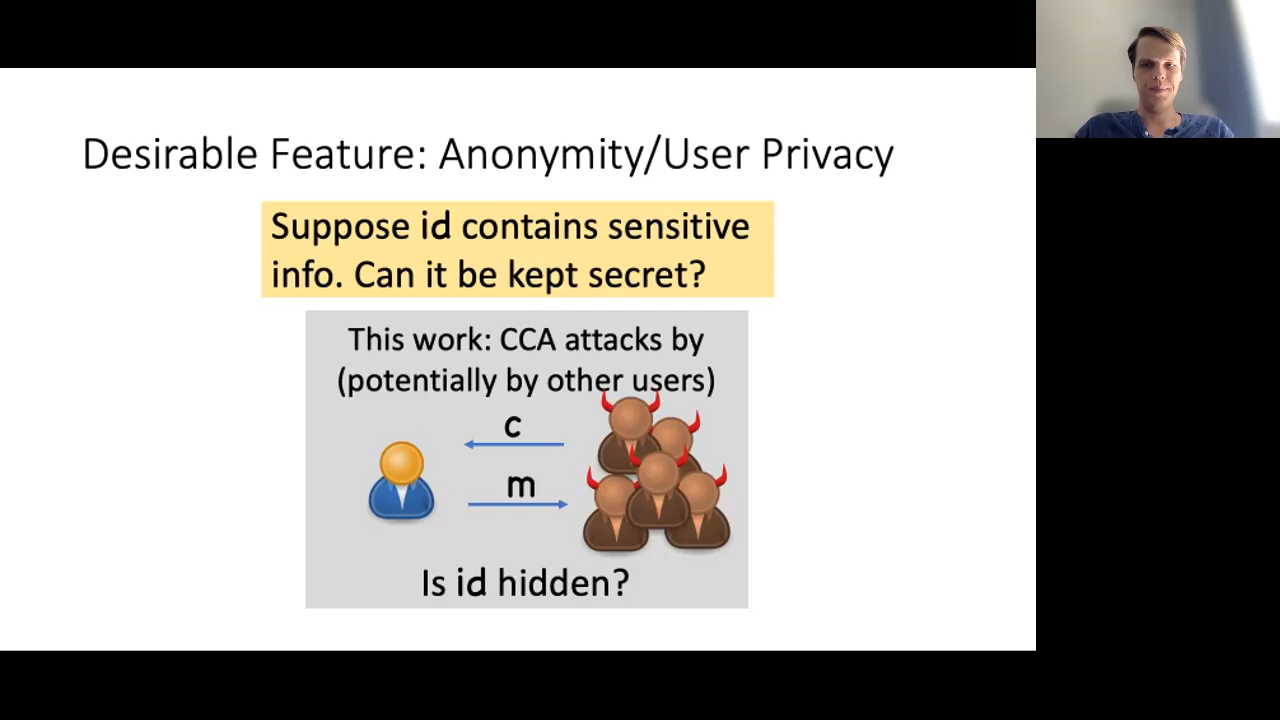 Desirable Feature: Anonymity/User Privacy
Suppose id contains sensitive
info. Can it be kept secret?
This work: CCA attacks by
(potentially by other users)
c
m
Is id hidden?